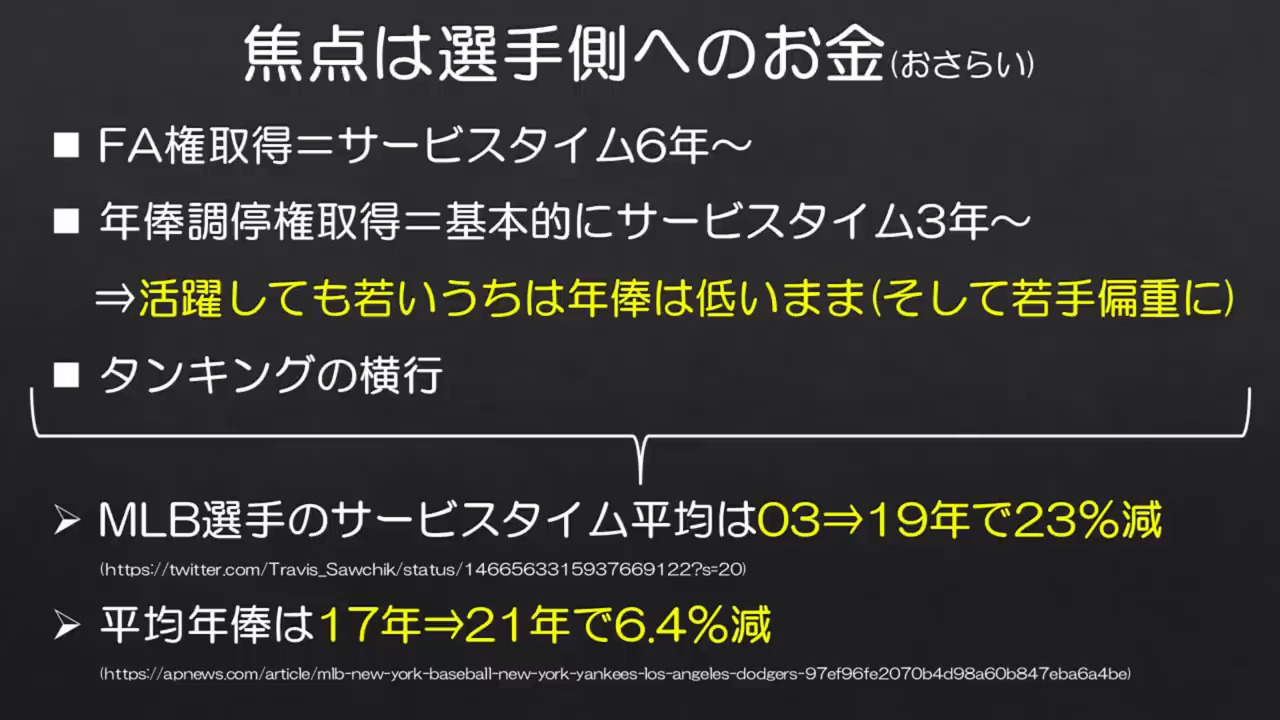 焦点は選手側へのお金(おさらい)
■ FA権取得＝サービスタイム6年～
■ 年俸調停権取得＝基本的にサービスタイム3年～
⇒活躍しても若いうちは年俸は低いまま(そして若手偏重に)
■ タンキングの横行
➢ MLB選手のサービスタイム平均は03⇒19年で23%減
(https://twitter.com/Travis_Sawchik/status/1466563315937669122?s=20)
➢ 平均年俸は17年⇒21年で6.4%減
(https://apnews.com/article/mlb-new-york-baseball-new-york-yankees-los-angeles-dodgers-97ef96fe2070b4d98a60b847eba6a4be)